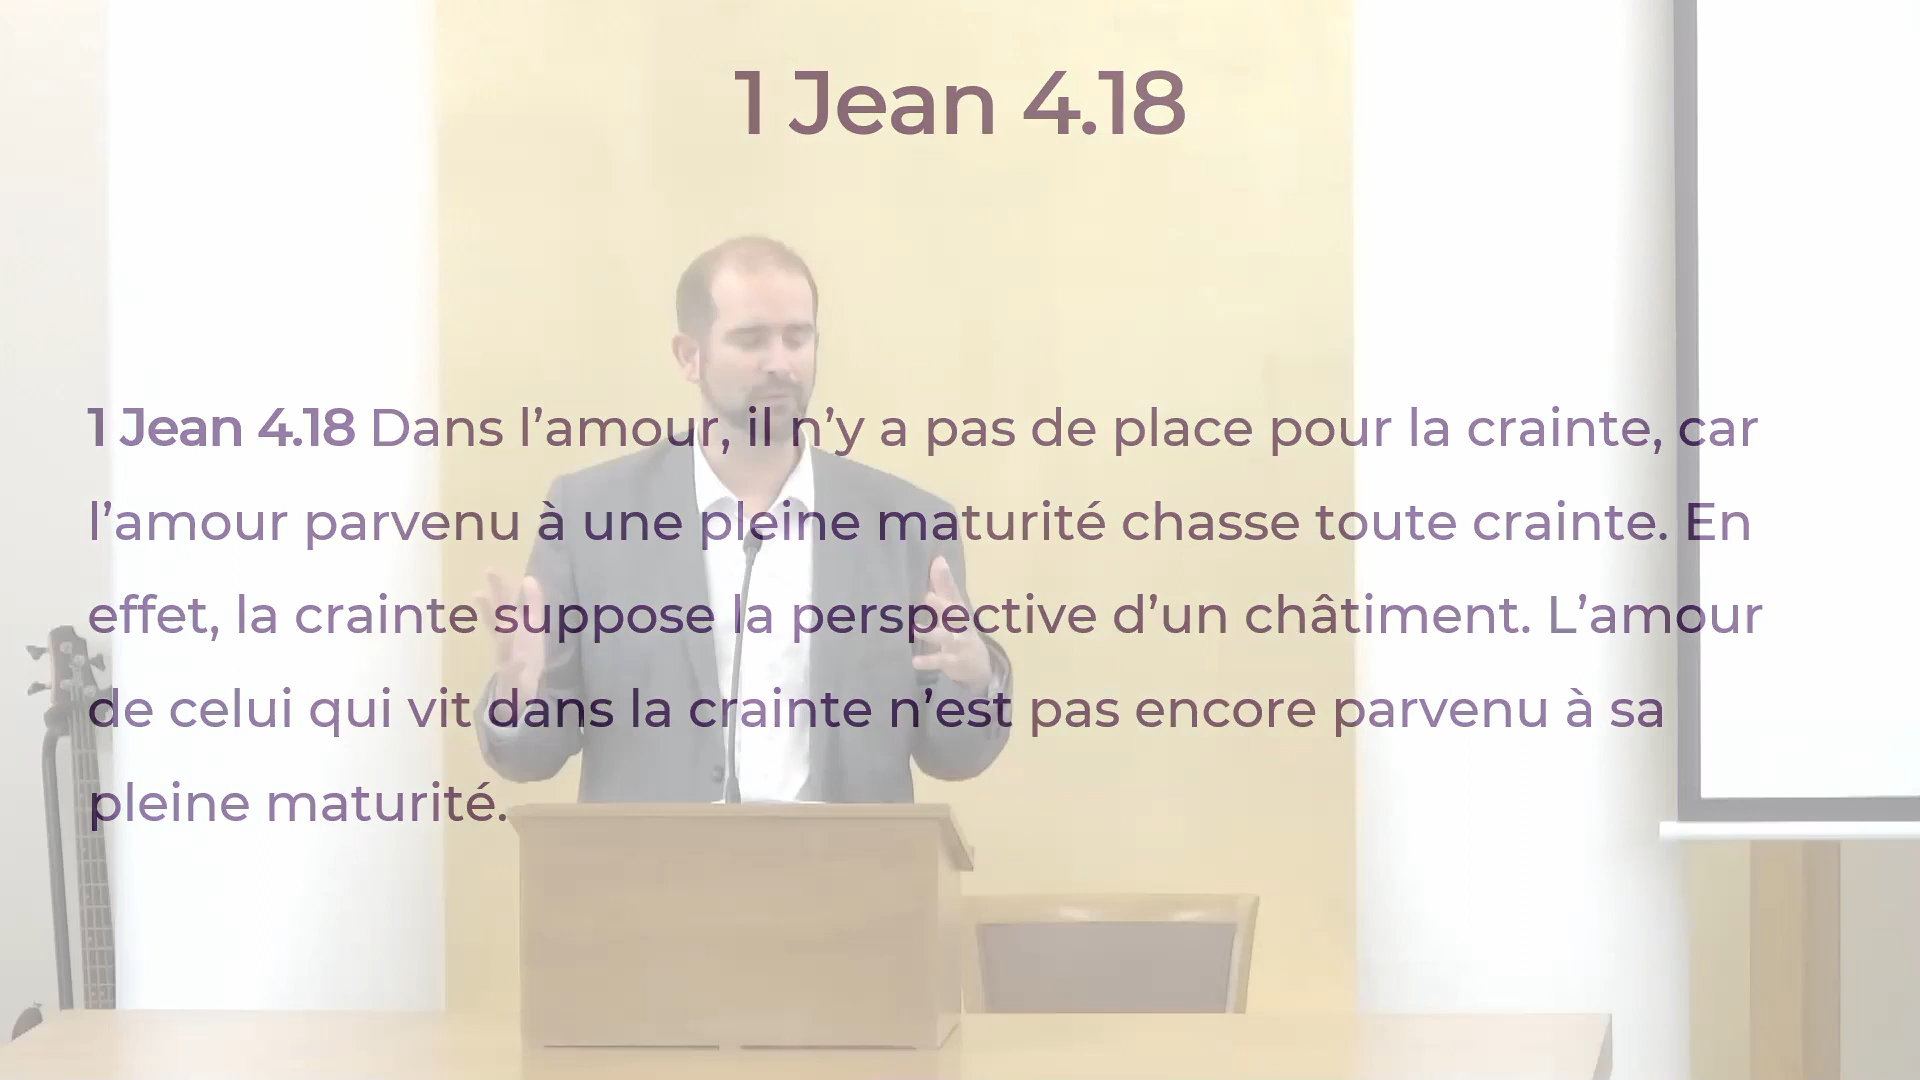 1 Jean 4.18
1 Jean 4.18 Dans l’amour, il n’y a pas de place pour la crainte, car
l’amour parvenu à une pleine maturité chasse toute crainte. En
effet, la crainte suppose la perspective d’un châtiment. L’amour
de celui qui vit dans la crainte n’est pas encore parvenu à sa
pleine maturité.